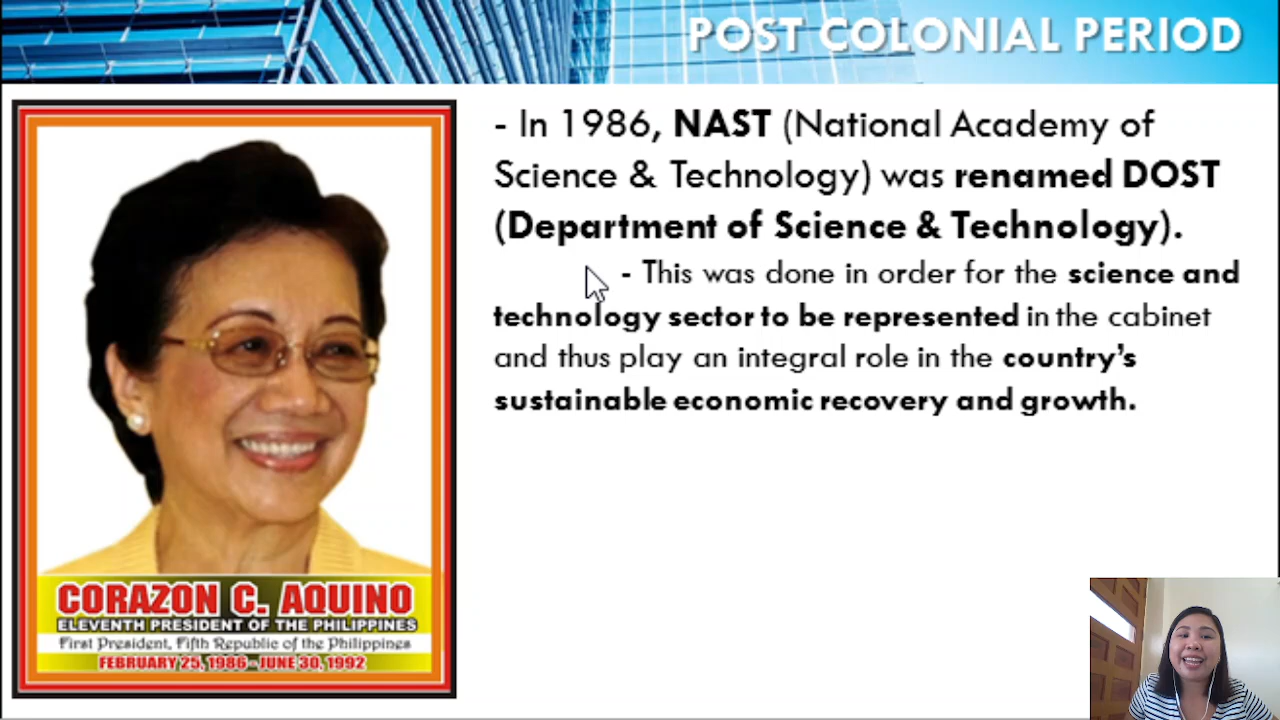 POST COLONIAL PERIOD
- In 1986, NAST (National Academy of
Science & Technology) was renamed DOST
(Department of Science & Technology).
- This was done in order for the science and
technology sector to be represented in the cabinet
and thus play an integral role in the country's
sustainable economic recovery and growth.
CORAZON C. AQUINO
ELEVENTH PRESIDENT OF THE PHILIPPINES
First President, Fifth Republic of the Philippines
FEBRUARY 25, 1986 - JUNE 30, 1992